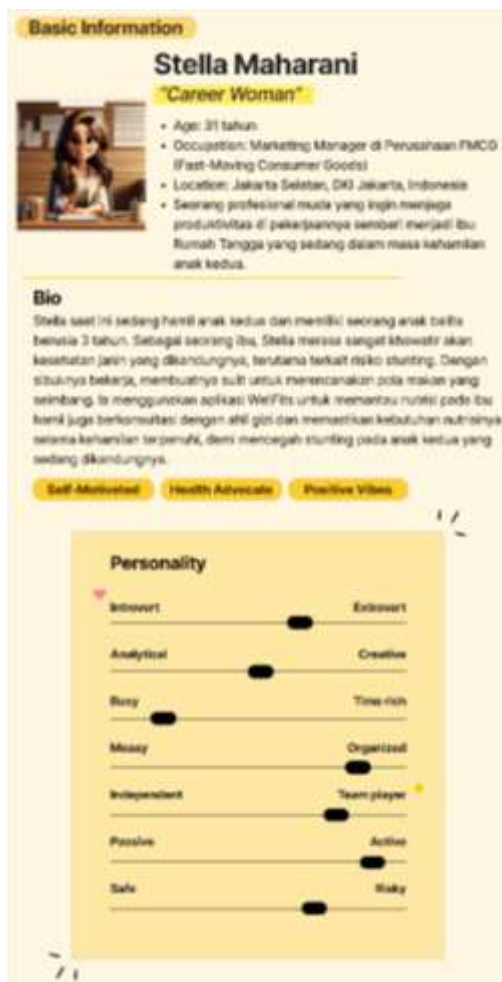 Basic Information
Stella Maharani
"Career Woman"
• Age: 31 tahun
• Occupation: Marketing Manager di Perusahaan FMCG
(Fast-Moving Consumer Goods)
• Location: Jakarta Selatan, DKI Jakarta, Indonesia
• Seorang profesional muda yang ingin menjaga
produktivitas di pekerjaannya sembari menjadi Ibu
Rumah Tangga yang sedang dalam masa kehamilan
anak kedua.
Bio
Stella saat ini sedang hamil anak kedua dan memiliki seorang anak balita
berusia 3 tahun. Sebagai seorang ibu, Stella merasa sangat khawatir akan
kesehatan janin yang dikandungnya, terutama terkait risiko stunting. Dengan
sibuknya bekerja, membuatnya sulit untuk merencanakan pola makan yang
seimbang. Ia menggunakan aplikasi WelFits untuk memantau nutrisi pada ibu
hamil juga berkonsultasi dengan ahli gizi dan memastikan kebutuhan nutrisinya
selama kehamilan terpenuhi, demi mencegah stunting pada anak kedua yang
sedang dikandungnya.
Self-Motivated Health Advocate Positive Vibes
Personality
Introvert Extrovert
Analytical Creative
Busy Time rich
Messy Organized
Independent Team player
Passive Active
Safe Risky